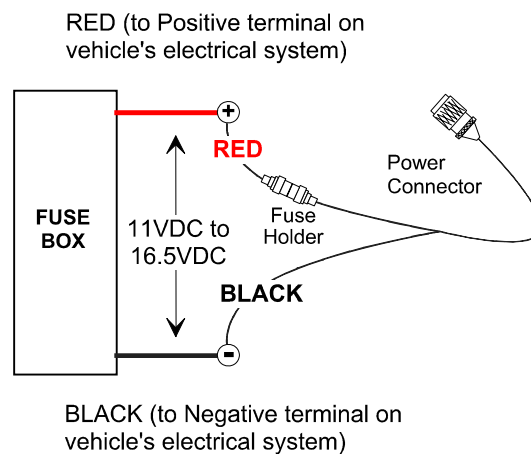 RED (to Positive terminal on
vehicle's electrical system)
+
RED
Power
Connector
Fuse
Holder
FUSE
BOX
11VDC to
16.5VDC
BLACK
-
BLACK (to Negative terminal on
vehicle's electrical system)